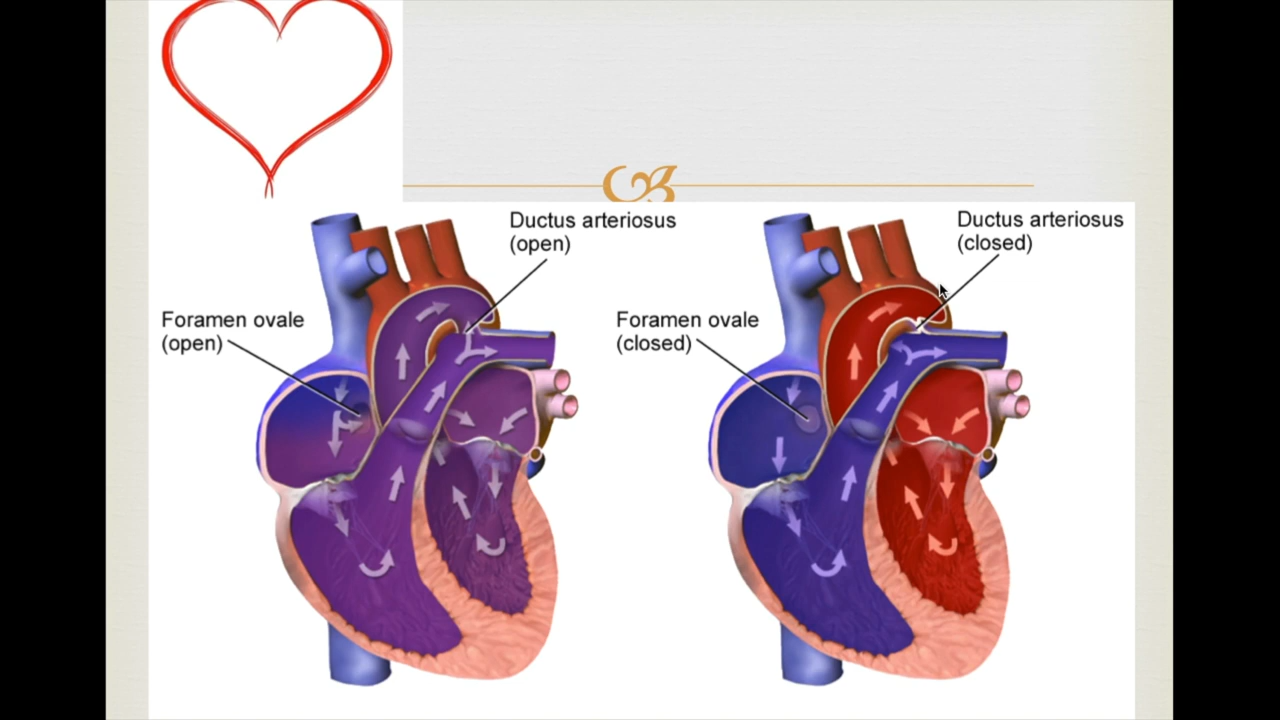 Ductus arteriosus
(open)
Foramen ovale
(open)
Ductus arteriosus
(closed)
Foramen ovale
(closed)